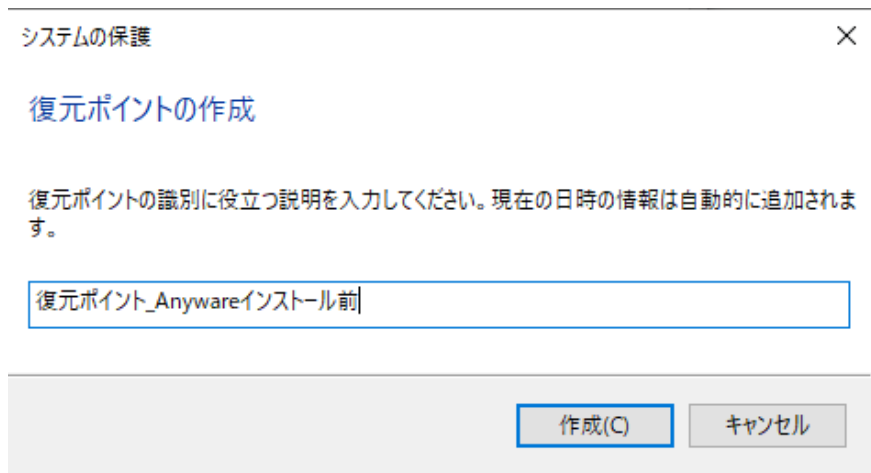 システムの保護
復元ポイントの作成
復元ポイントの識別に役立つ説明を入力してください。現在の日時の情報は自動的に追加されま
す。
復元ポイント_Anywareインストール前
作成(C)
キャンセル